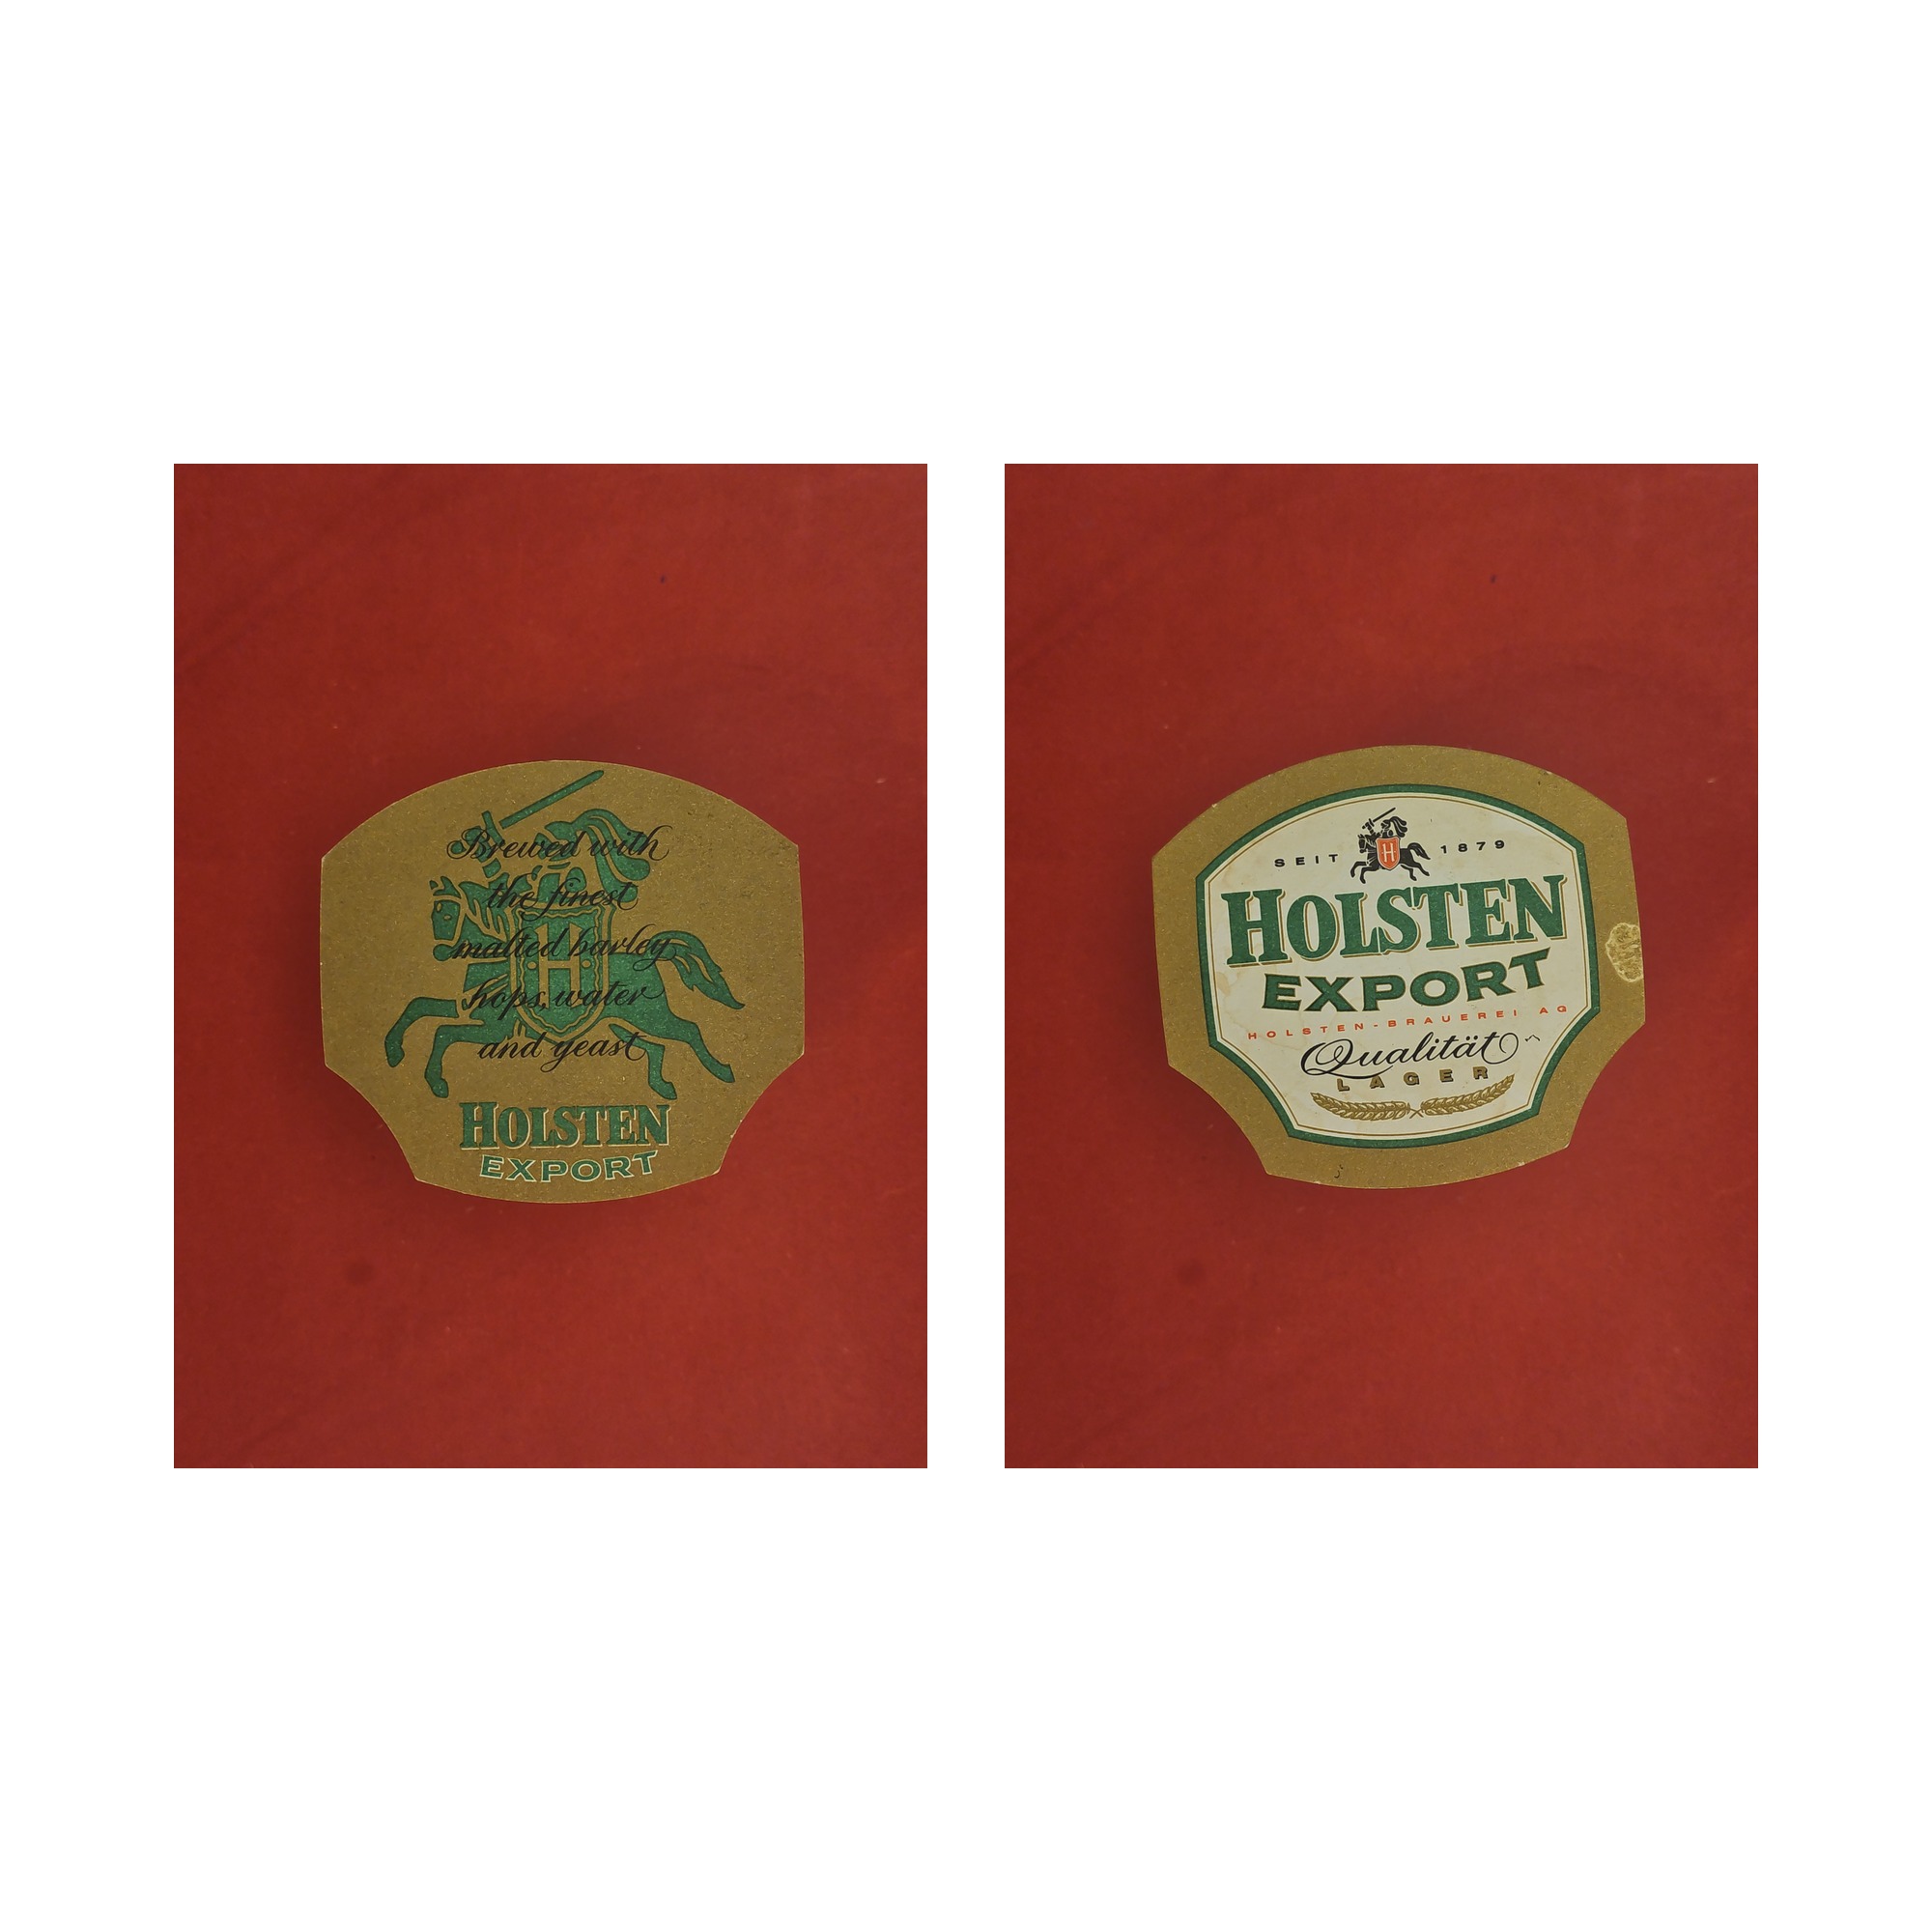 Brewed with
the finest
malted barley
hops, water
and yeast
H
HOLSTEN
EXPORT
SEIT 1879
H
HOLSTEN
EXPORT
HOLSTEN-BRAUEREI AG
Qualität
LAGER